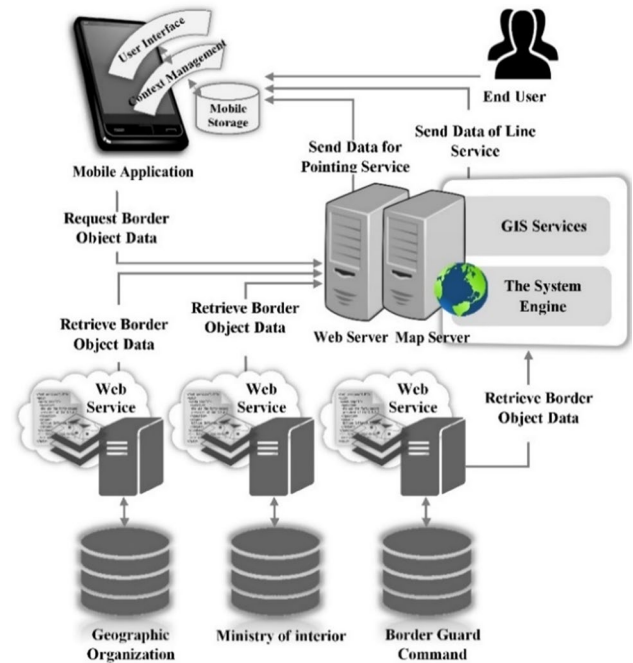 User Interface
Context Management
Mobile
Storage
End User
Mobile Application
Send Data for
Pointing Service
Send Data of Line
Service
Request Border
Object Data
GIS Services
The System
Engine
Web Server
Map Server
Retrieve Border
Object Data
Retrieve Border
Object Data
Retrieve Border
Object Data
Web
Service
Web
Service
Web
Service
Geographic
Organization
Ministry of interior
Border Guard
Command